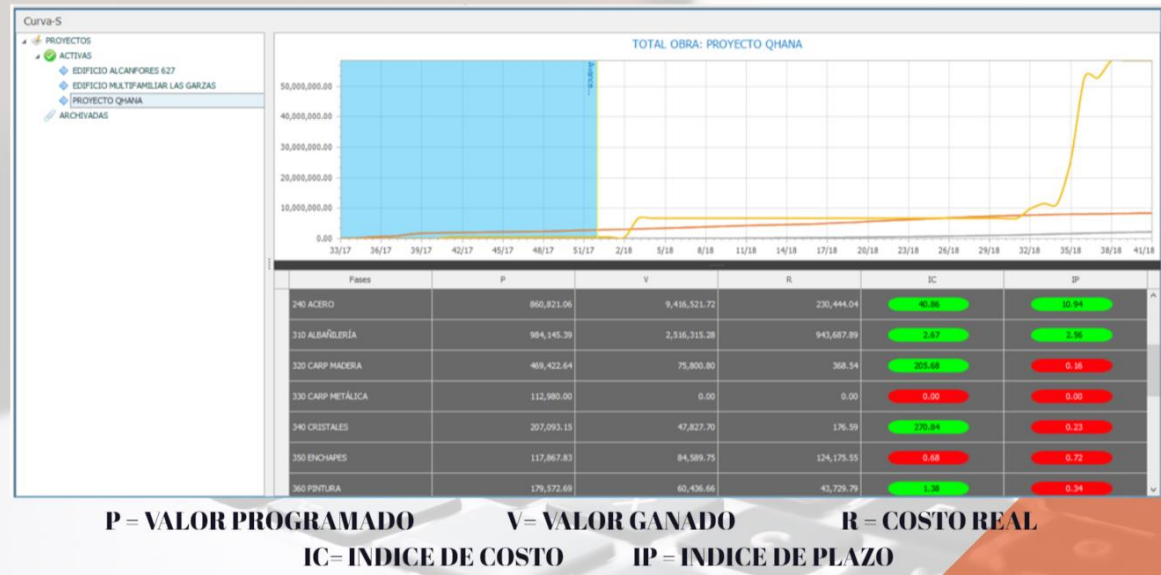 Curva-S
PROYECTOS
ACTIVAS
EDIFICIO ALCANFORES 627
EDIFICIO MULTIFAMILIAR LAS GARZAS
PROYECTO QHANA
ARCHIVADAS
TOTAL OBRA: PROYECTO QHANA
Avance...
50,000,000.00
40,000,000.00
30,000,000.00
20,000,000.00
10,000,000.00
0.00
33/17 36/17 39/17 42/17 45/17 48/17 51/17 2/18 5/18 8/18 11/18 14/18 17/18 20/18 23/18 26/18 29/18 32/18 35/18 38/18 41/18
Fases P V R IC IP
240 ACERO 860,821.06 9,416,521.72 230,444.04 40.86 10.94
310 ALBAÑILERÍA 984,145.39 2,516,315.28 943,687.89 2.67 2.56
320 CARP MADERA 469,422.64 75,800.80 368.54 205.68 0.16
330 CARP METÁLICA 112,980.00 0.00 0.00 0.00 0.00
340 CRISTALES 207,093.15 47,827.70 176.59 270.84 0.23
350 ENCHAPES 117,867.83 84,589.75 124,175.55 0.68 0.72
360 PINTURA 179,572.69 60,436.66 43,729.79 1.38 0.34
P = VALOR PROGRAMADO V= VALOR GANADO R = COSTO REAL
IC= INDICE DE COSTO IP = INDICE DE PLAZO